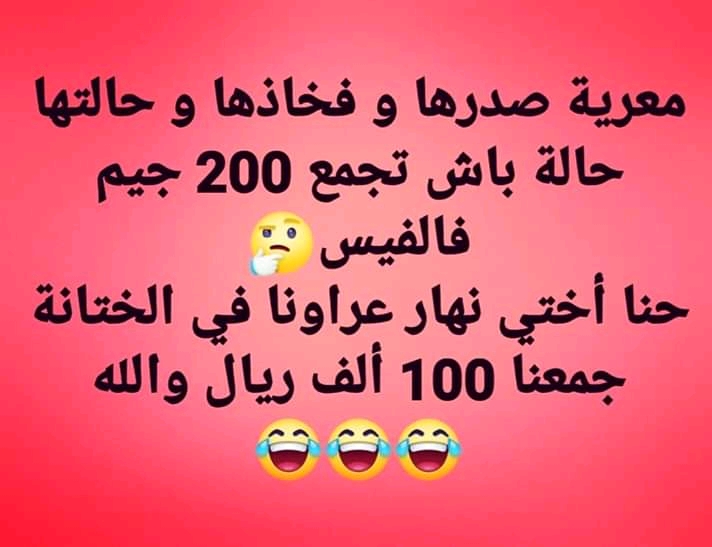 معرية صدرها و فخاذها و حالتها
حالة باش تجمع 200 جيم
فالفيس🤔
حنا أختي نهار عراونا في الختانة
جمعنا 100 ألف ريال والله
😂😂😂